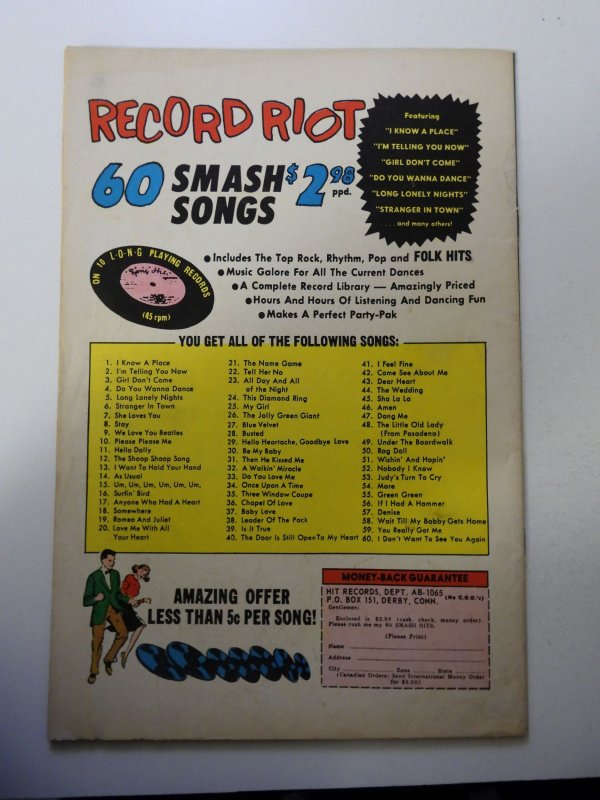 RECORD RIOT
60 SMASH SONGS $2.98 ppd.
Featuring
"I KNOW A PLACE"
"I'M TELLING YOU NOW"
"GIRL DON'T COME"
"DO YOU WANNA DANCE"
"LONG LONELY NIGHTS"
"STRANGER IN TOWN"
. . . . and many others!
ON 10 L-O-N-G PLAYING RECORDS
(45 rpm)
● Includes The Top Rock, Rhythm, Pop and FOLK HITS
● Music Galore For All The Current Dances
● A Complete Record Library — Amazingly Priced
● Hours And Hours Of Listening And Dancing Fun
● Makes A Perfect Party-Pak
YOU GET ALL OF THE FOLLOWING SONGS:
1. I Know A Place
2. I'm Telling You Now
3. Girl Don't Come
4. Do You Wanna Dance
5. Long Lonely Nights
6. Stranger In Town
7. She Loves You
8. Stay
9. We Love You Beatles
10. Please Please Me
11. Hello Dolly
12. The Shoop Shoop Song
13. I Want To Hold Your Hand
14. As Usual
15. Um, Um, Um, Um, Um, Um,
16. Surfin' Bird
17. Anyone Who Had A Heart
18. Somewhere
19. Romeo And Juliet
20. Love Me With All
Your Heart
21. The Name Game
22. Tell Her No
23. All Day And All
of the Night
24. This Diamond Ring
25. My Girl
26. The Jolly Green Giant
27. Blue Velvet
28. Busted
29. Hello Heartache, Goodbye Love
30. Be My Baby
31. Then He Kissed Me
32. A Walkin' Miracle
33. Do You Love Me
34. Once Upon A Time
35. Three Window Coupe
36. Chapel Of Love
37. Baby Love
38. Leader Of The Pack
39. Is It True
40. The Door Is Still Open To My Heart
41. I Feel Fine
42. Come See About Me
43. Dear Heart
44. The Wedding
45. Sha La La
46. Amen
47. Dang Me
48. The Little Old Lady
(From Pasadena)
49. Under The Boardwalk
50. Rag Doll
51. Wishin' And Hopin'
52. Nobody I Know
53. Judy's Turn To Cry
54. More
55. Green Green
56. If I Had A Hammer
57. Denise
58. Wait Till My Bobby Gets Home
59. You Really Got Me
60. I Don't Want To See You Again
AMAZING OFFER
LESS THAN 5c PER SONG!
MONEY-BACK GUARANTEE
HIT RECORDS, DEPT. AB-1065
P.O. BOX 151, DERBY, CONN. (No C.O.D.'s)
Gentlemen:
Enclosed is $2.98 (cash, check, money order).
Please rush me my 60 SMASH HITS.
(Please Print)
Name
Address
City Zone State
(Canadian Orders: Send International Money Order
for $3.50)